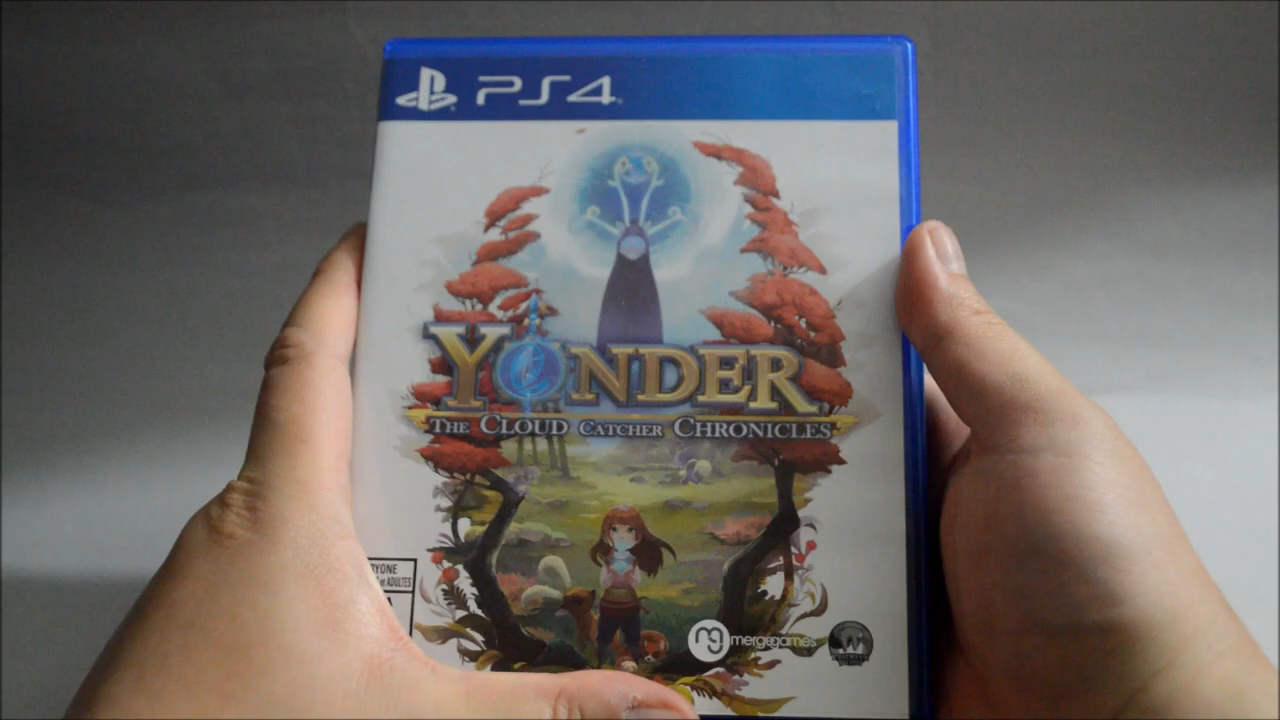 PS4
YONDER
THE CLOUD CATCHER CHRONICLES
YONE
ADULTES
mergegames
W